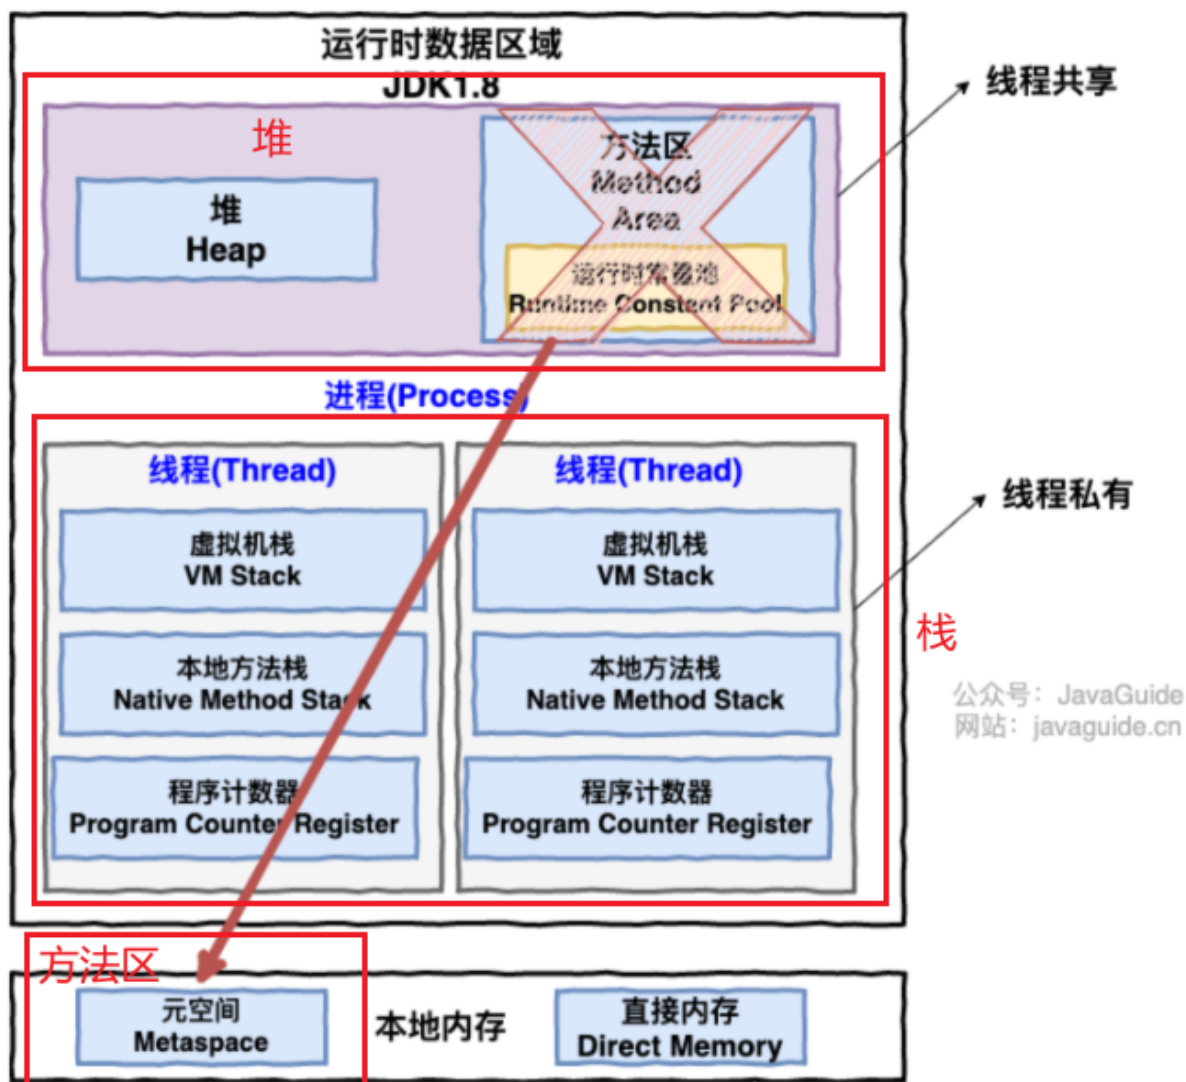 运行时数据区域
JDK1.8
线程共享
堆
堆
Heap
方法区
Method
Area
运行时常量池
Runtime Constant Pool
进程(Process)
线程(Thread)
虚拟机栈
VM Stack
本地方法栈
Native Method Stack
程序计数器
Program Counter Register
线程(Thread)
虚拟机栈
VM Stack
本地方法栈
Native Method Stack
程序计数器
Program Counter Register
线程私有
栈
公众号：JavaGuide
网站：javaguide.cn
方法区
元空间
Metaspace
本地内存
直接内存
Direct Memory